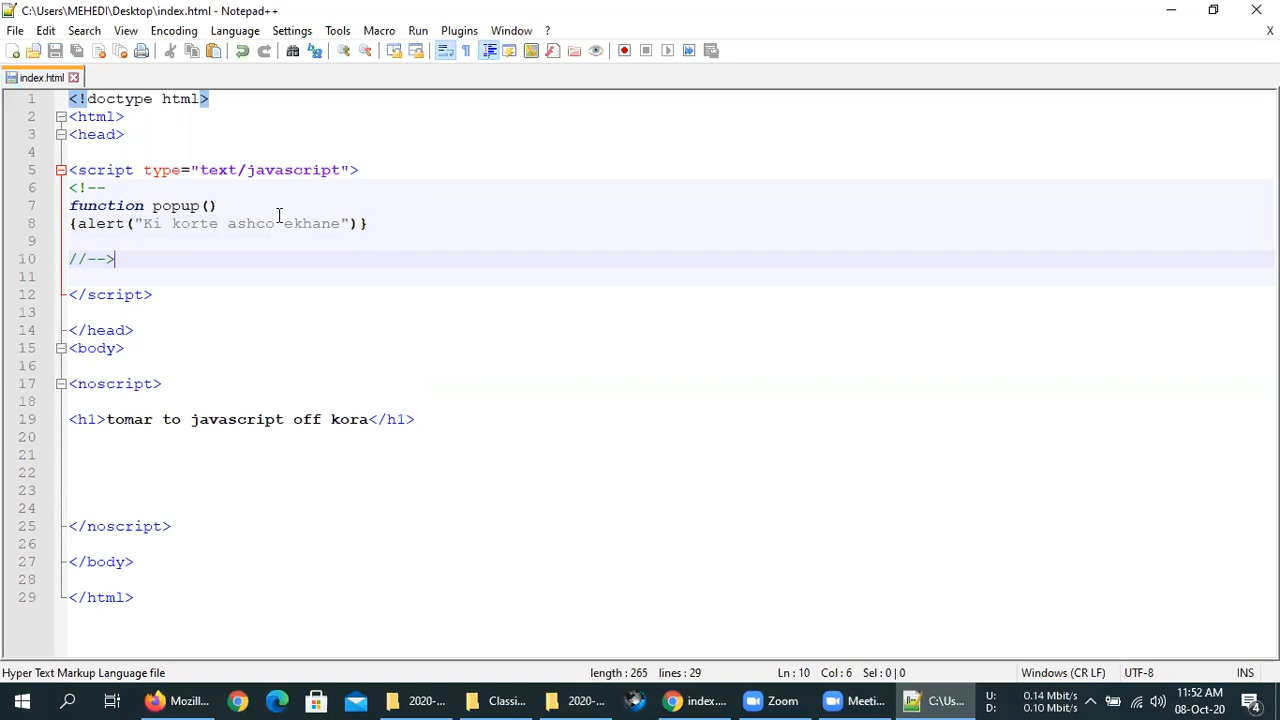 C:\Users\MEHEDI\Desktop\index.html - Notepad++
File Edit Search View Encoding Language Settings Tools Macro Run Plugins Window ? X
index.html
1 <!doctype html>
2 <html>
3 <head>
4
5 <script type="text/javascript">
6 <!--
7 function popup()
8 {alert("Ki korte ashco ekhane")}
9
10 //-->
11
12 </script>
13
14 </head>
15 <body>
16
17 <noscript>
18
19 <h1>tomar to javascript off kora</h1>
20
21
22
23
24
25 </noscript>
26
27 </body>
28
29 </html>
Hyper Text Markup Language file length : 265 lines : 29 Ln : 10 Col : 6 Sel : 0 | 0 Windows (CR LF) UTF-8 INS
Mozill... 2020-... Classi... 2020-... index.... Zoom Meeti... C:\Us... U: 0.14 Mbit/s 11:52 AM
D: 0.10 Mbit/s 08-Oct-20 4